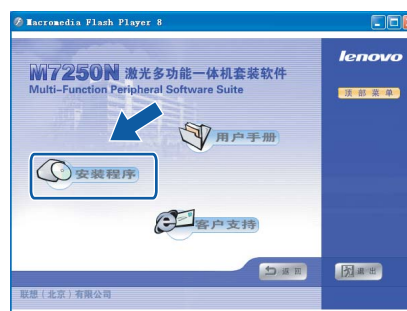 Macromedia Flash Player 8
lenovo
M7250N 激光多功能一体机套装软件
Multi-Function Peripheral Software Suite
顶部菜单
用户手册
安装程序
客户支持
返回
退出
联想（北京）有限公司